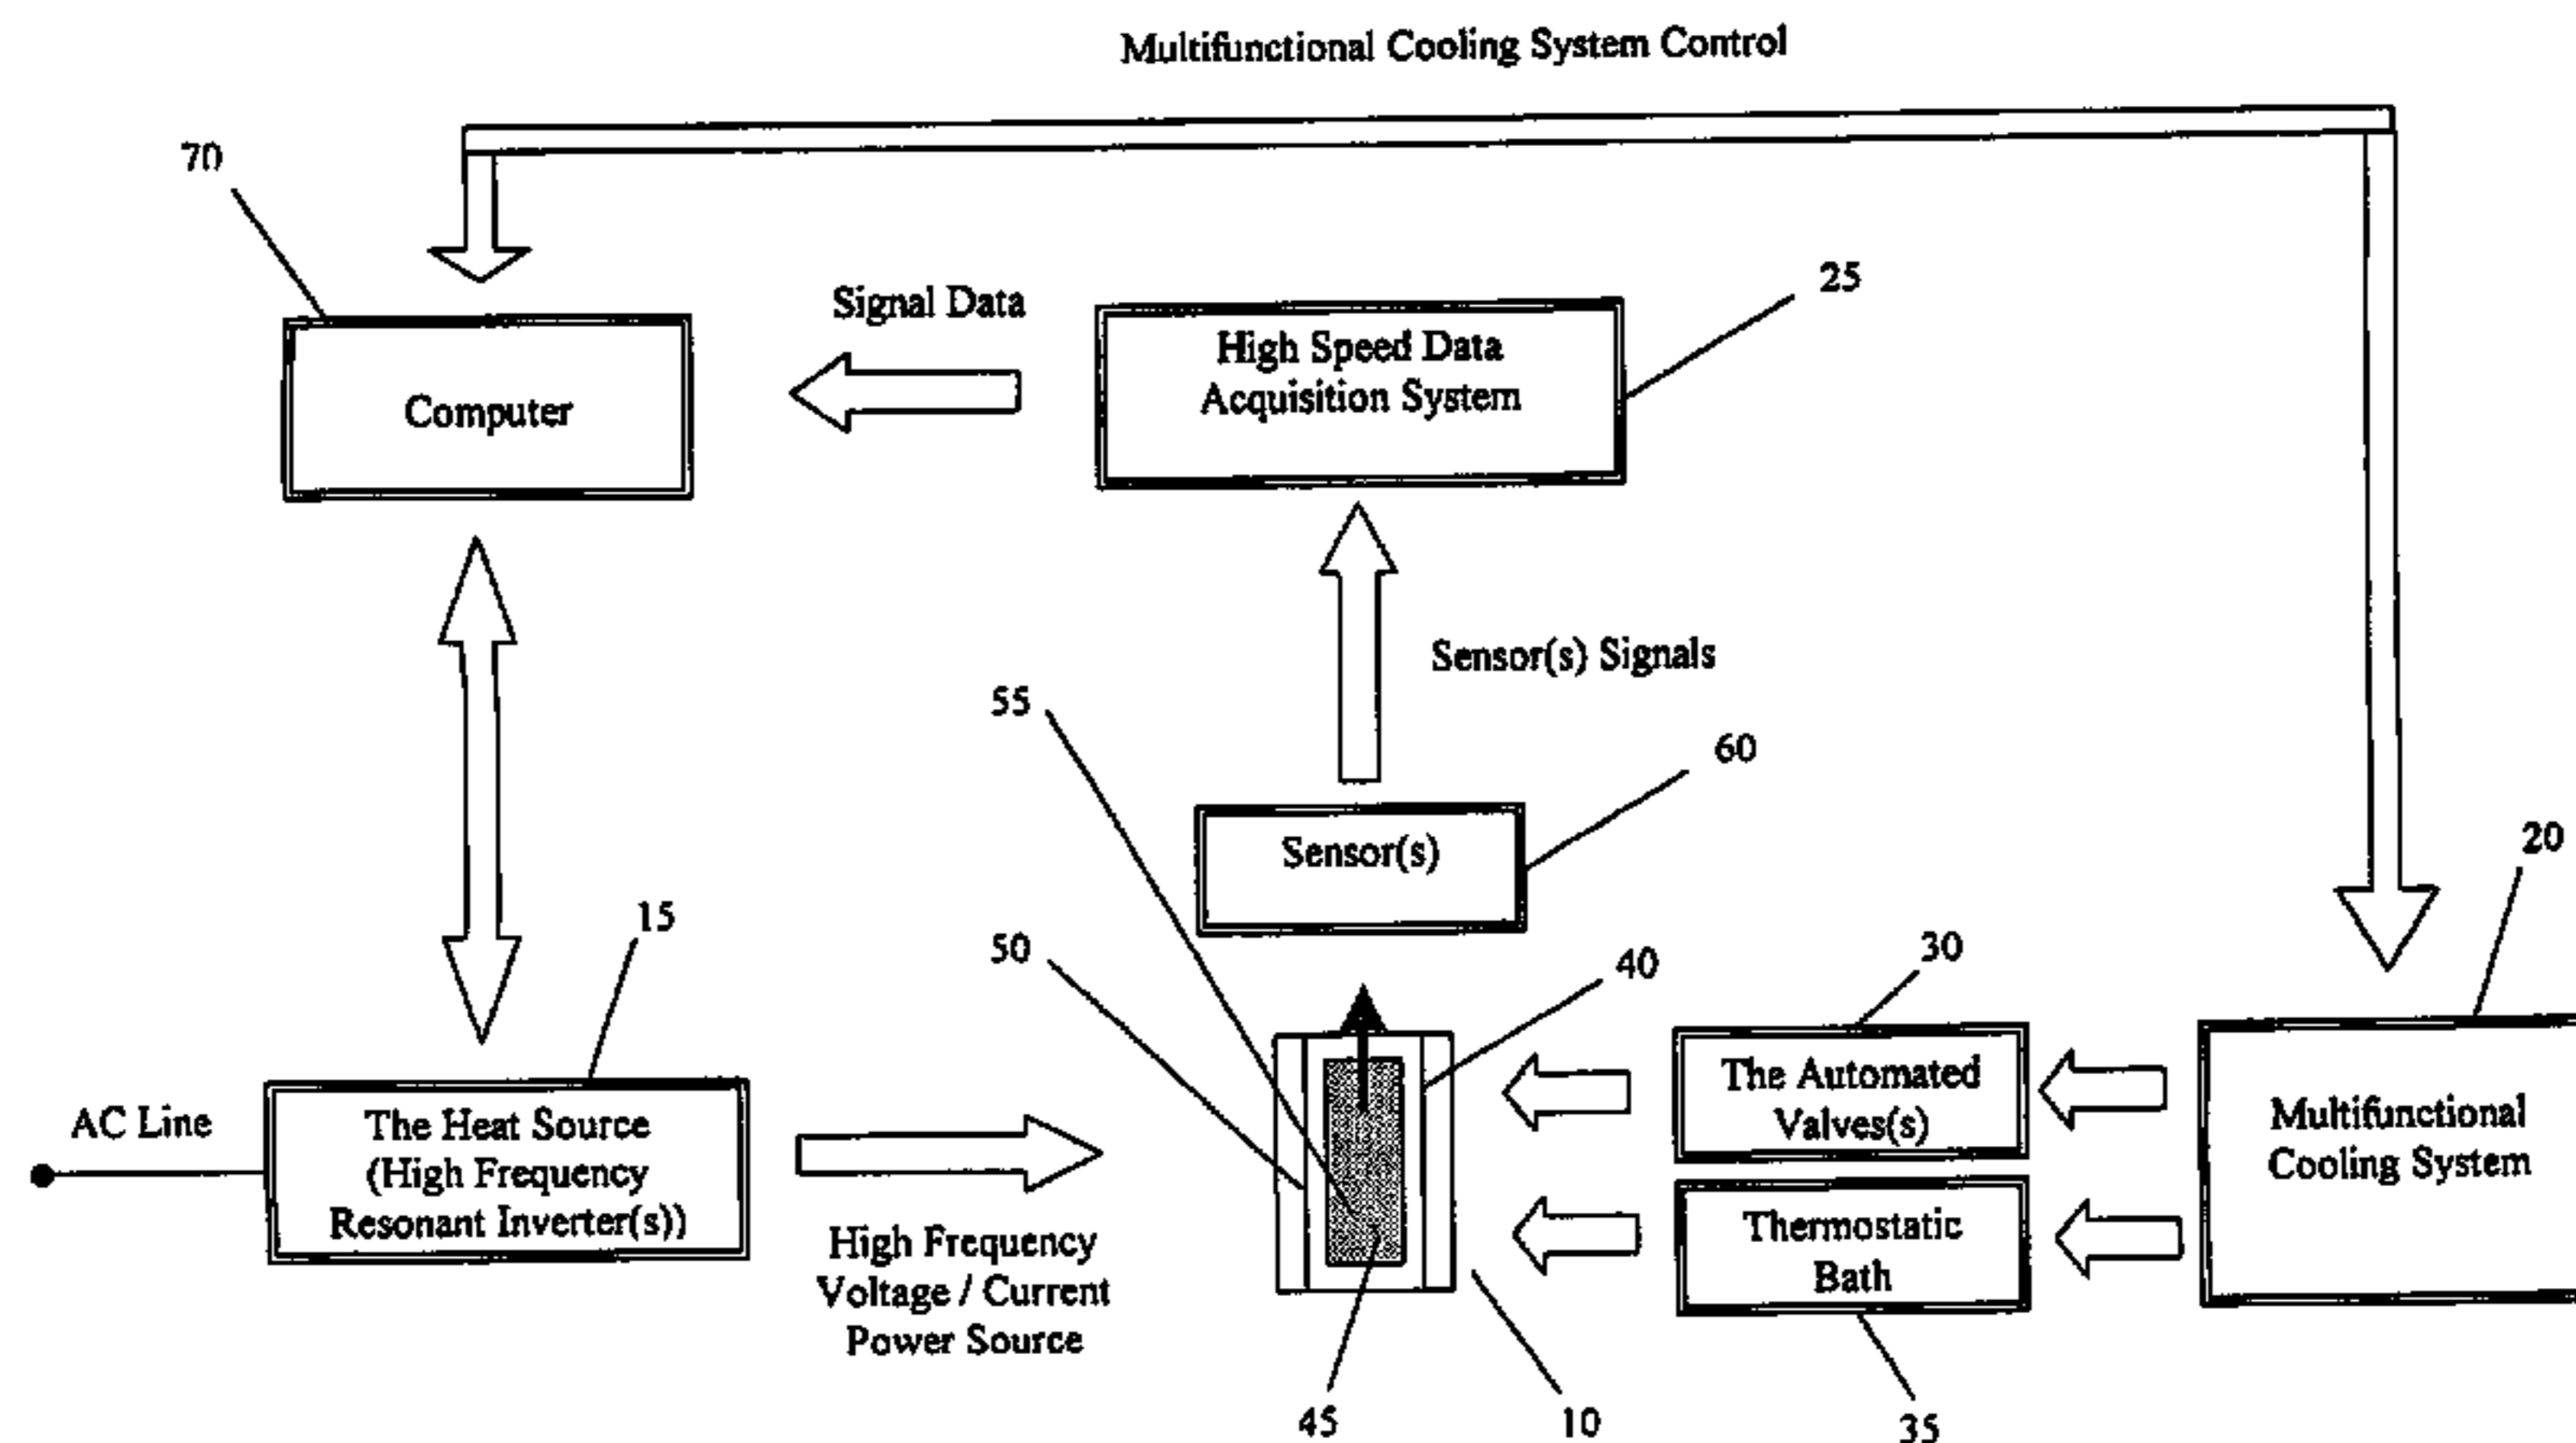 Multifunctional Cooling System Control
70
Signal Data
25
High Speed Data
Acquisition System
Computer
Sensor(s) Signals
55
60
Sensor(s)
20
15
50
40
30
AC Line
The Heat Source
(High Frequency
Resonant Inverter(s))
The Automated
Valves(s)
Multifunctional
Cooling System
High Frequency
Voltage / Current
Power Source
Thermostatic
Bath
45
10
35